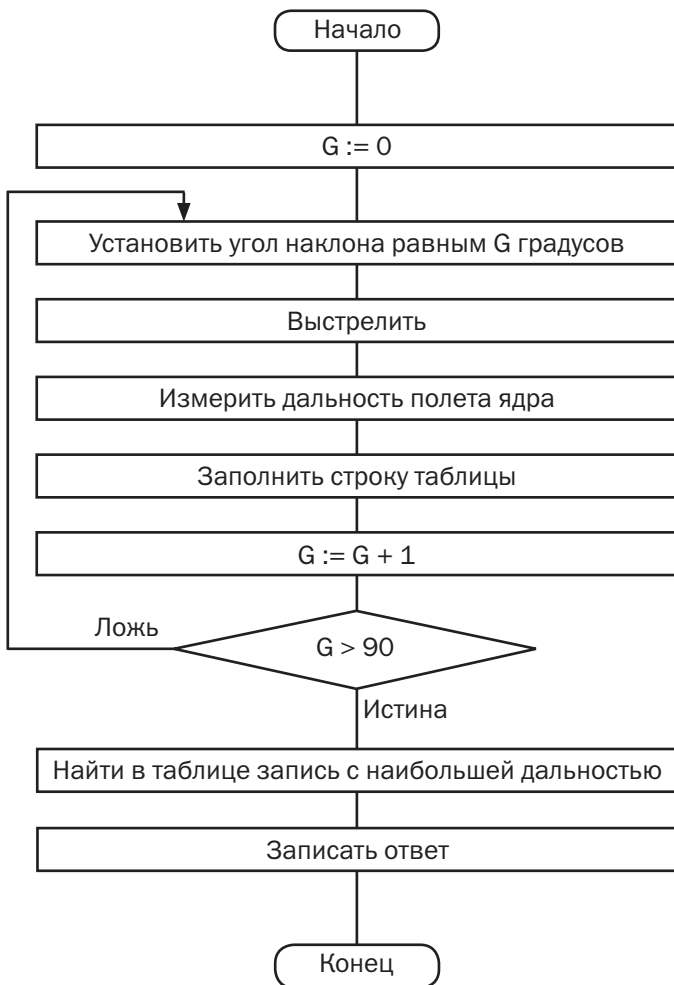 Начало
G := 0
Установить угол наклона равным G градусов
Выстрелить
Измерить дальность полета ядра
Заполнить строку таблицы
G := G + 1
Ложь
G > 90
Истина
Найти в таблице запись с наибольшей дальностью
Записать ответ
Конец